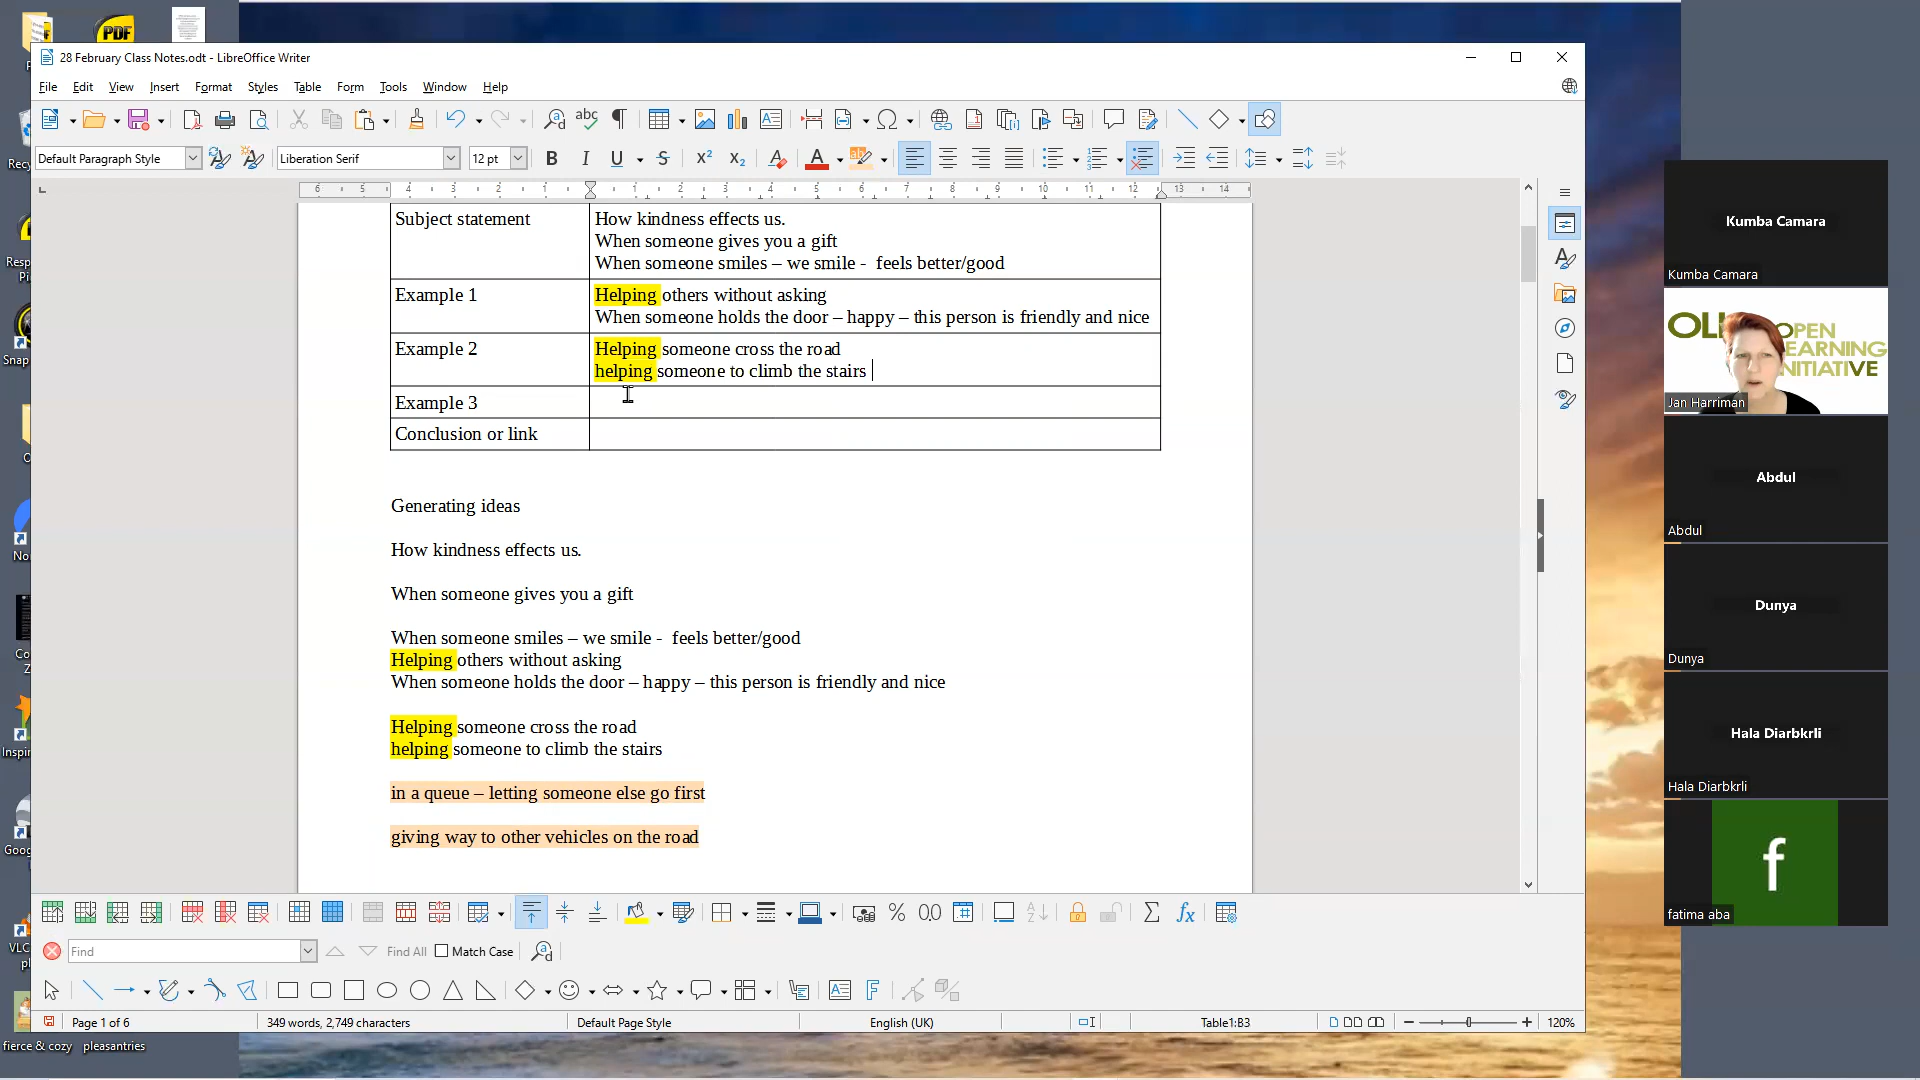 28 February Class Notes.odt - LibreOffice Writer
File Edit View Insert Format Styles Table Form Tools Window Help
Default Paragraph Style Liberation Serif 12 pt
Subject statement
How kindness effects us.
When someone gives you a gift
When someone smiles – we smile - feels better/good
Example 1
Helping others without asking
When someone holds the door – happy – this person is friendly and nice
Example 2
Helping someone cross the road
helping someone to climb the stairs
Example 3
Conclusion or link
Generating ideas
How kindness effects us.
When someone gives you a gift
When someone smiles – we smile - feels better/good
Helping others without asking
When someone holds the door – happy – this person is friendly and nice
Helping someone cross the road
helping someone to climb the stairs
in a queue – letting someone else go first
giving way to other vehicles on the road
Find Find All Match Case
Page 1 of 6 349 words, 2,749 characters Default Page Style English (UK) Table1:B3 120%
fierce & cozy pleasantries
PDF
Kumba Camara
Kumba Camara
OPEN
LEARNING
INITIATIVE
Jan Harriman
Abdul
Abdul
Dunya
Dunya
Hala Diarbkrli
Hala Diarbkrli
f
fatima aba